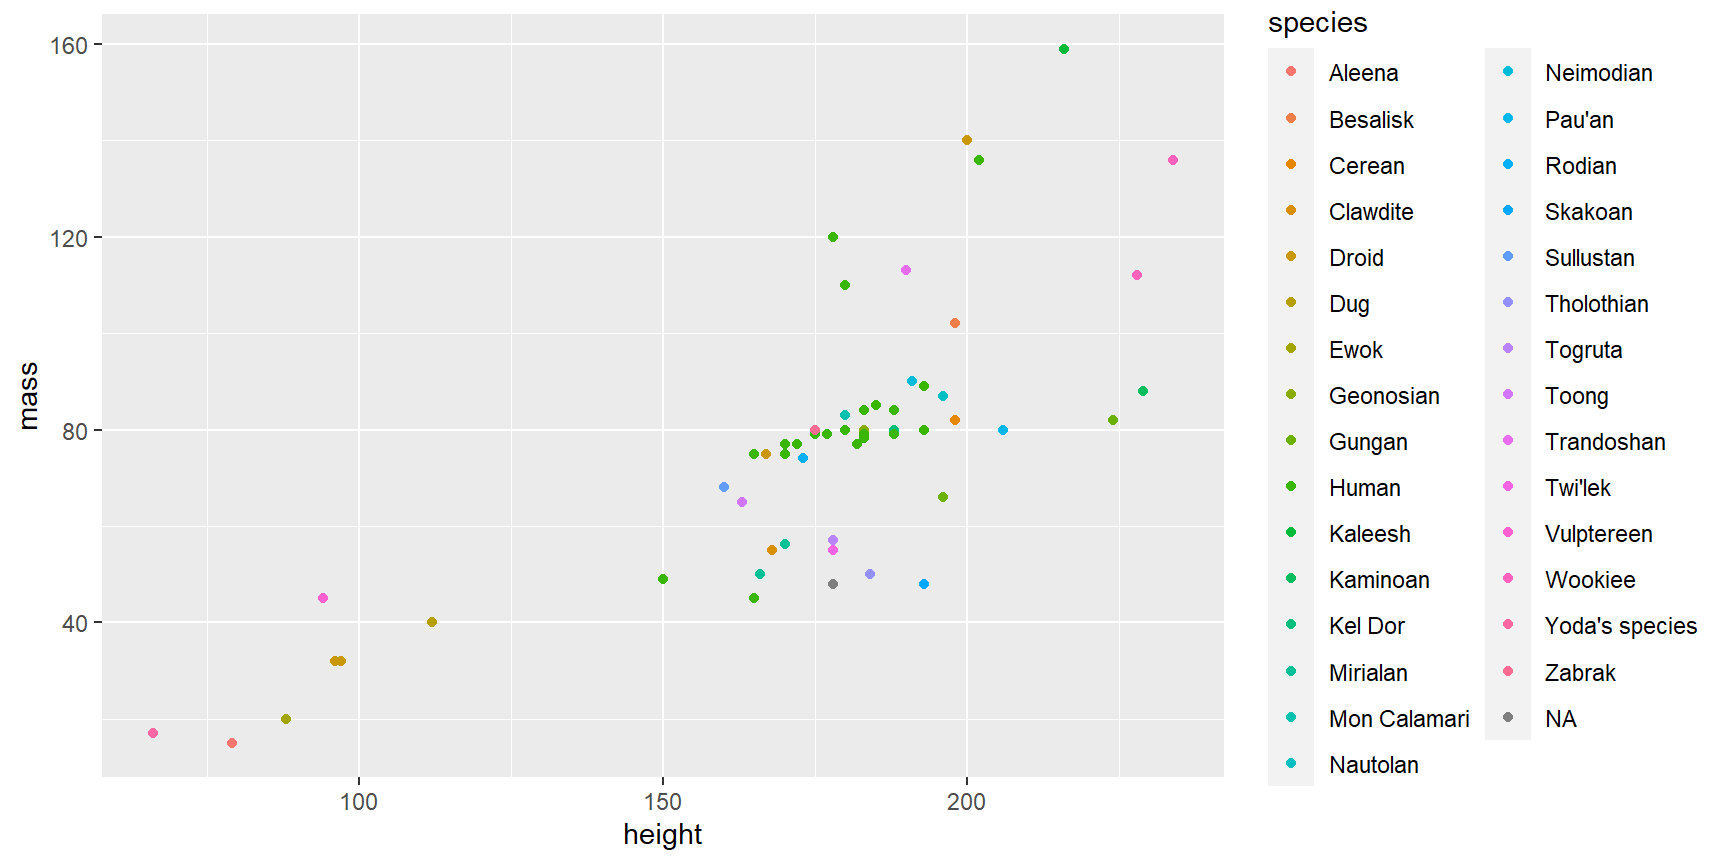 species
Aleena
Besalisk
Cerean
Clawdite
Droid
Dug
Ewok
Geonosian
Gungan
Human
Kaleesh
Kaminoan
Kel Dor
Mirialan
Mon Calamari
Nautolan
Neimodian
Pau'an
Rodian
Skakoan
Sullustan
Tholothian
Togruta
Toong
Trandoshan
Twi'lek
Vulptereen
Wookiee
Yoda's species
Zabrak
NA
mass
160
120
80
40
100
150
200
height